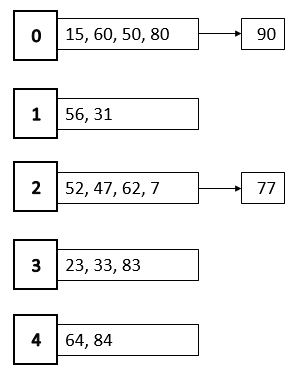 0 15, 60, 50, 80 90
1 56, 31
2 52, 47, 62, 7 77
3 23, 33, 83
4 64, 84